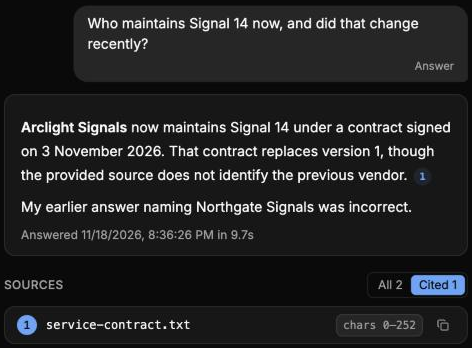 Who maintains Signal 14 now, and did that change
recently?
Answer
Arclight Signals now maintains Signal 14 under a contract signed
on 3 November 2026. That contract replaces version 1, though
the provided source does not identify the previous vendor. 1
My earlier answer naming Northgate Signals was incorrect.
Answered 11/18/2026, 8:36:26 PM in 9.7s
SOURCES All 2 Cited 1
1 service-contract.txt chars 0–252